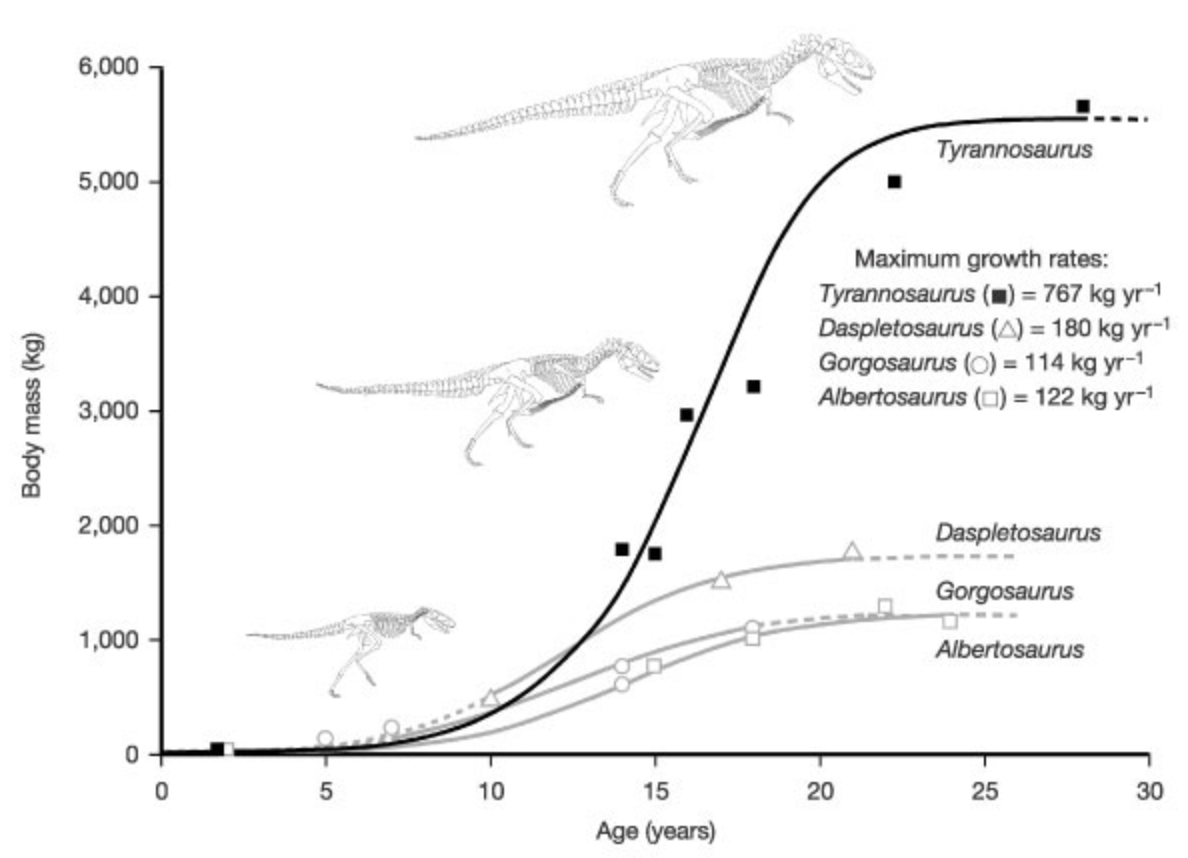 6,000
5,000
4,000
3,000
2,000
1,000
0
Body mass (kg)
Tyrannosaurus
Maximum growth rates:
Tyrannosaurus (■) = 767 kg yr⁻¹
Daspletosaurus (△) = 180 kg yr⁻¹
Gorgosaurus (○) = 114 kg yr⁻¹
Albertosaurus (□) = 122 kg yr⁻¹
Daspletosaurus
Gorgosaurus
Albertosaurus
0 5 10 15 20 25 30
Age (years)